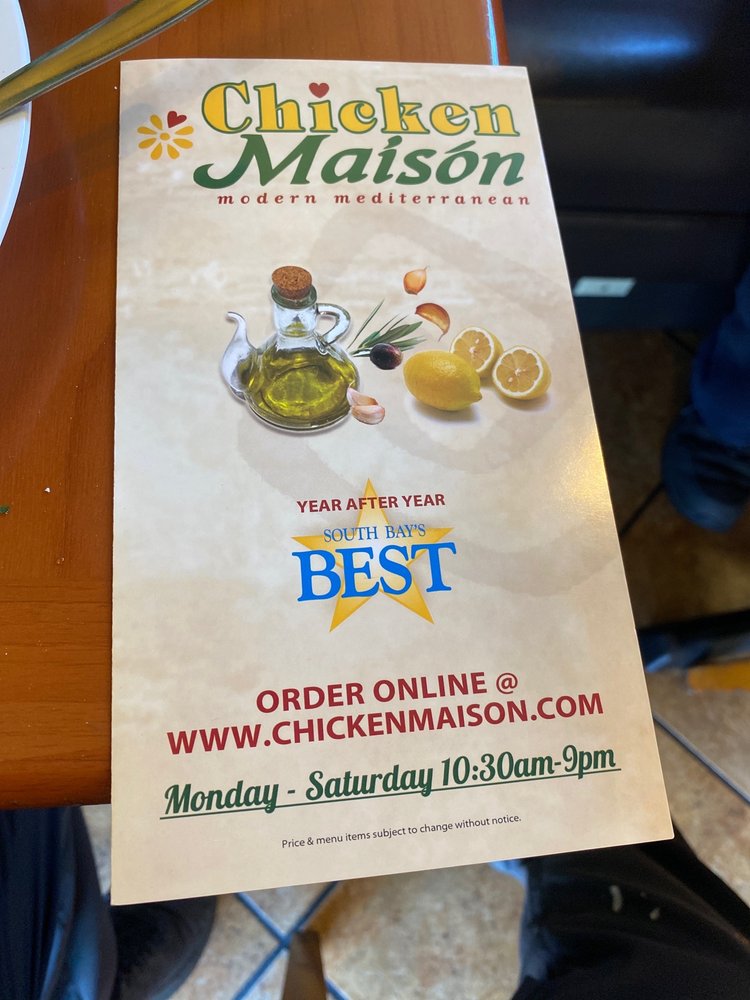 Chicken
Maisón
modern mediterranean
YEAR AFTER YEAR
SOUTH BAY'S
BEST
ORDER ONLINE @
WWW.CHICKENMAISON.COM
Monday - Saturday 10:30am-9pm
Price & menu items subject to change without notice.